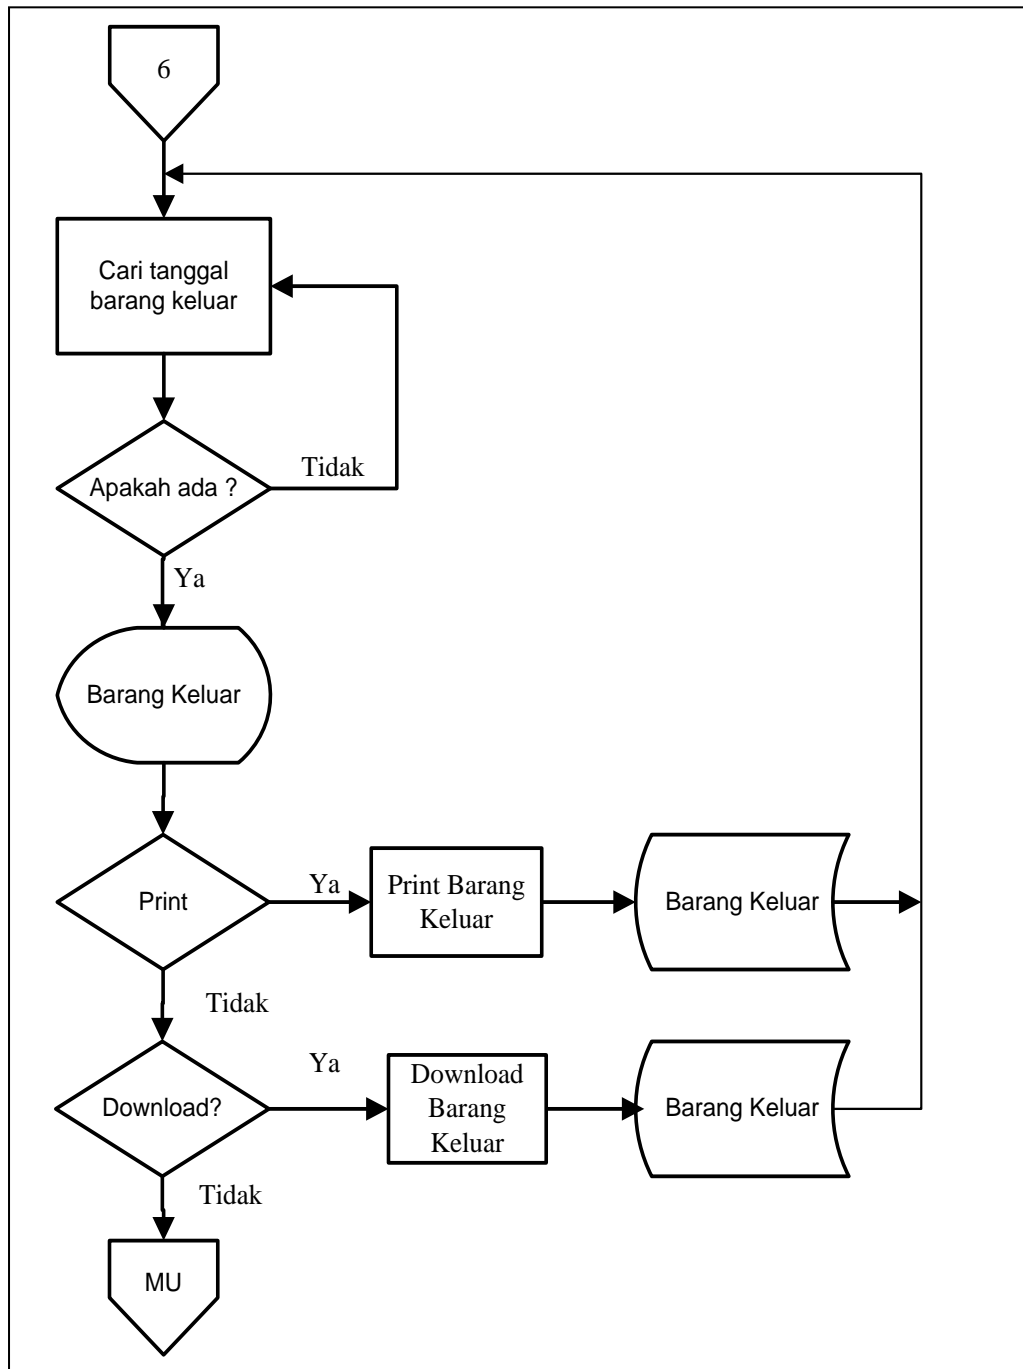 6
Cari tanggal
barang keluar
Apakah ada ?
Tidak
Ya
Barang Keluar
Print
Ya
Print Barang
Keluar
Barang Keluar
Tidak
Download?
Ya
Download
Barang
Keluar
Barang Keluar
Tidak
MU